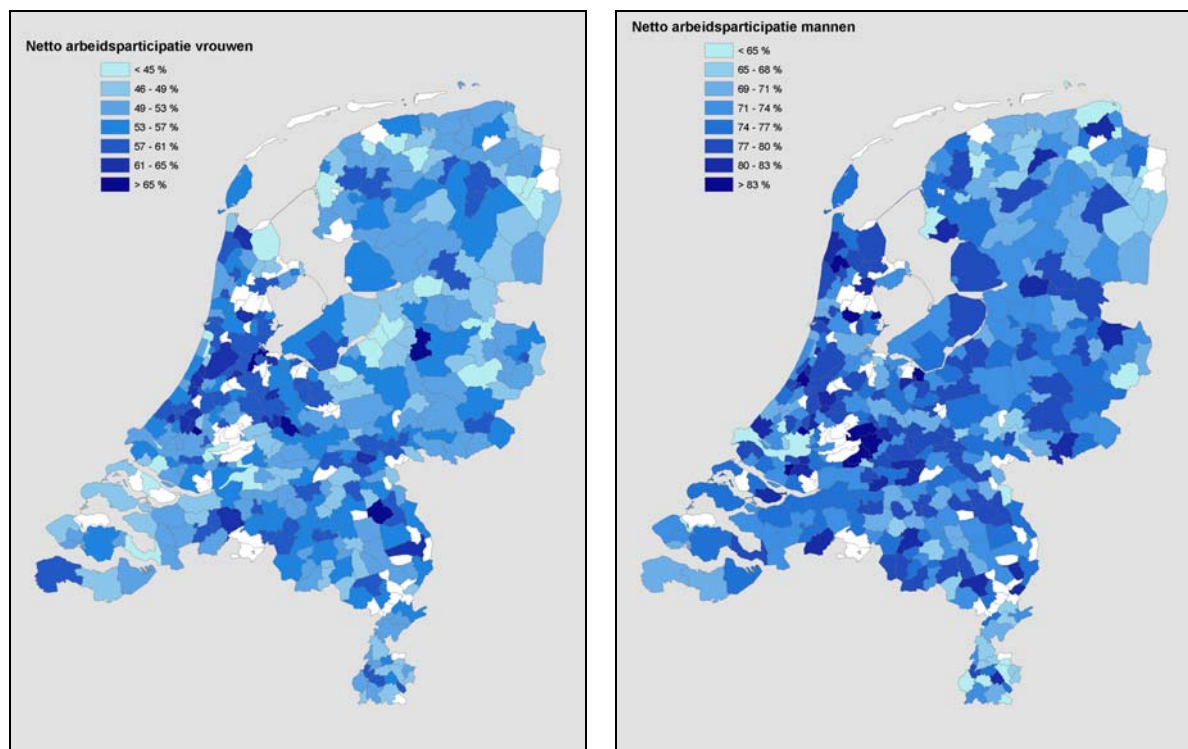 Netto arbeidsparticipatie vrouwen
< 45 %
46 - 49 %
49 - 53 %
53 - 57 %
57 - 61 %
61 - 65 %
> 65 %
Netto arbeidsparticipatie mannen
< 65 %
65 - 68 %
69 - 71 %
71 - 74 %
74 - 77 %
77 - 80 %
80 - 83 %
> 83 %